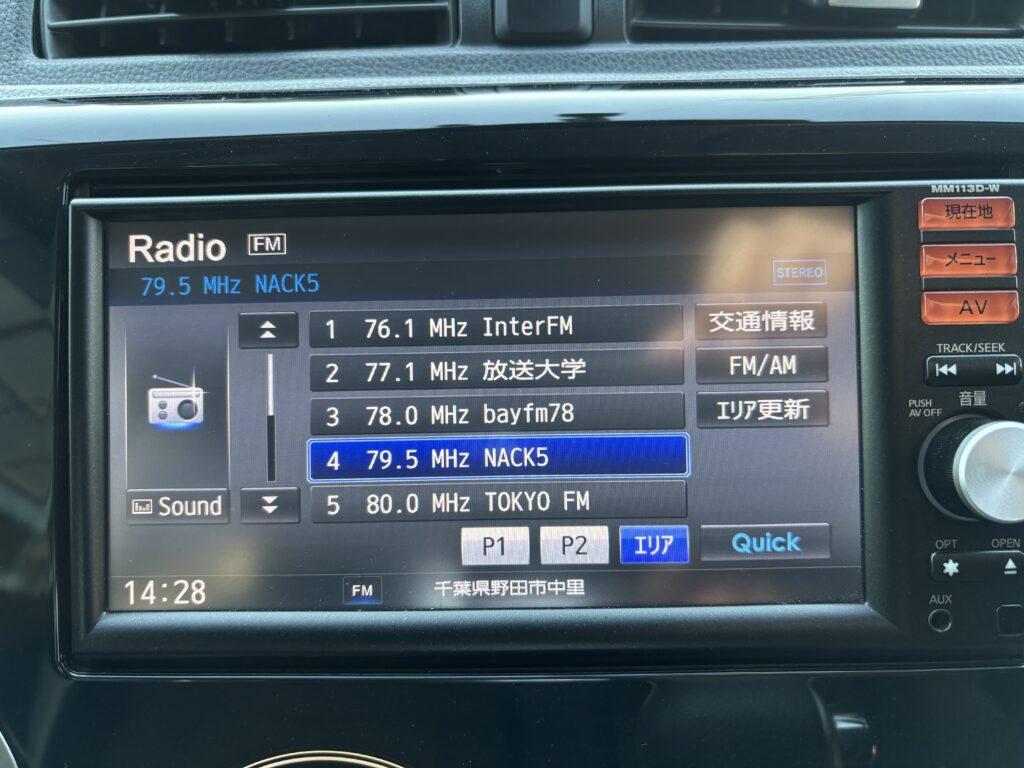 MM113D-W
現在地
メニュー
AV
TRACK/SEEK
音量
PUSH
AV OFF
OPT
OPEN
AUX
Radio FM
79.5 MHz NACK5
STEREO
1 76.1 MHz InterFM
2 77.1 MHz 放送大学
3 78.0 MHz bayfm78
4 79.5 MHz NACK5
5 80.0 MHz TOKYO FM
交通情報
FM/AM
エリア更新
Sound
P1 P2 エリア Quick
14:28 FM 千葉県野田市中里